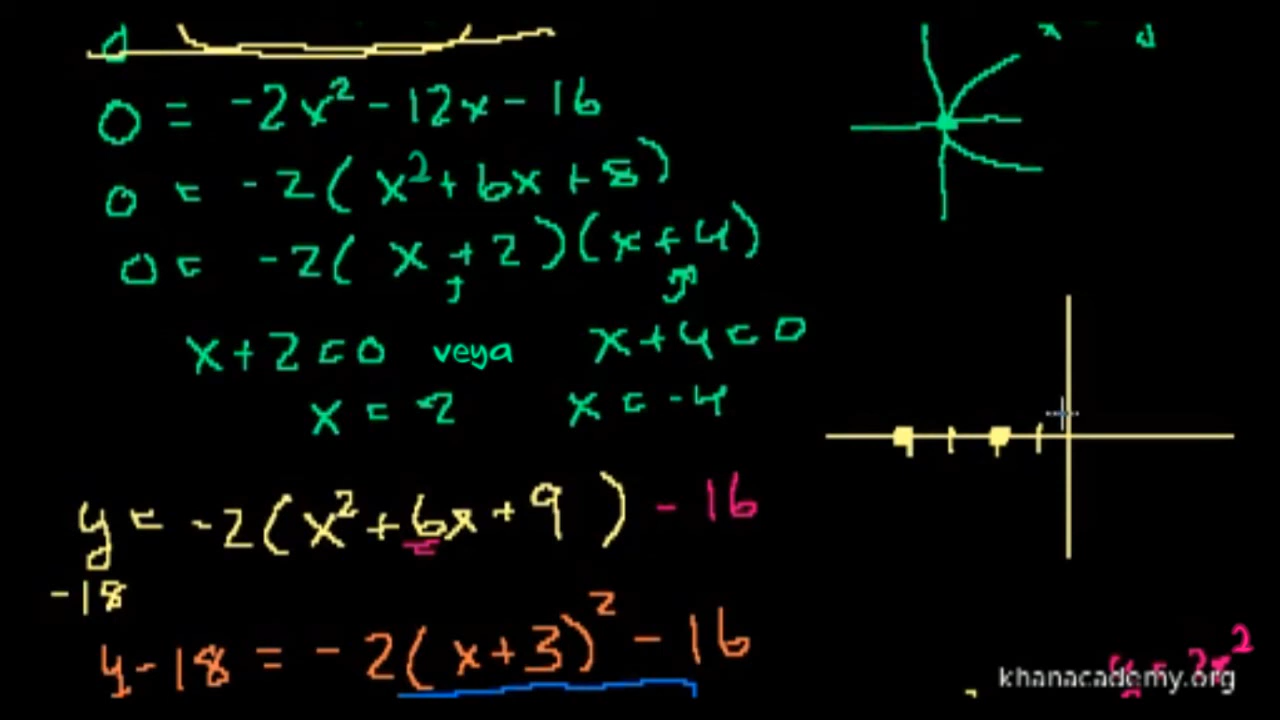 0 = -2x² - 12x - 16
0 = -2(x² + 6x + 8)
0 = -2(x + 2)(x + 4)
x + 2 = 0 veya x + 4 = 0
x = -2 x = -4
y = -2(x² + 6x + 9) - 16
-18
y - 18 = -2(x + 3)² - 16
khanacademy.org